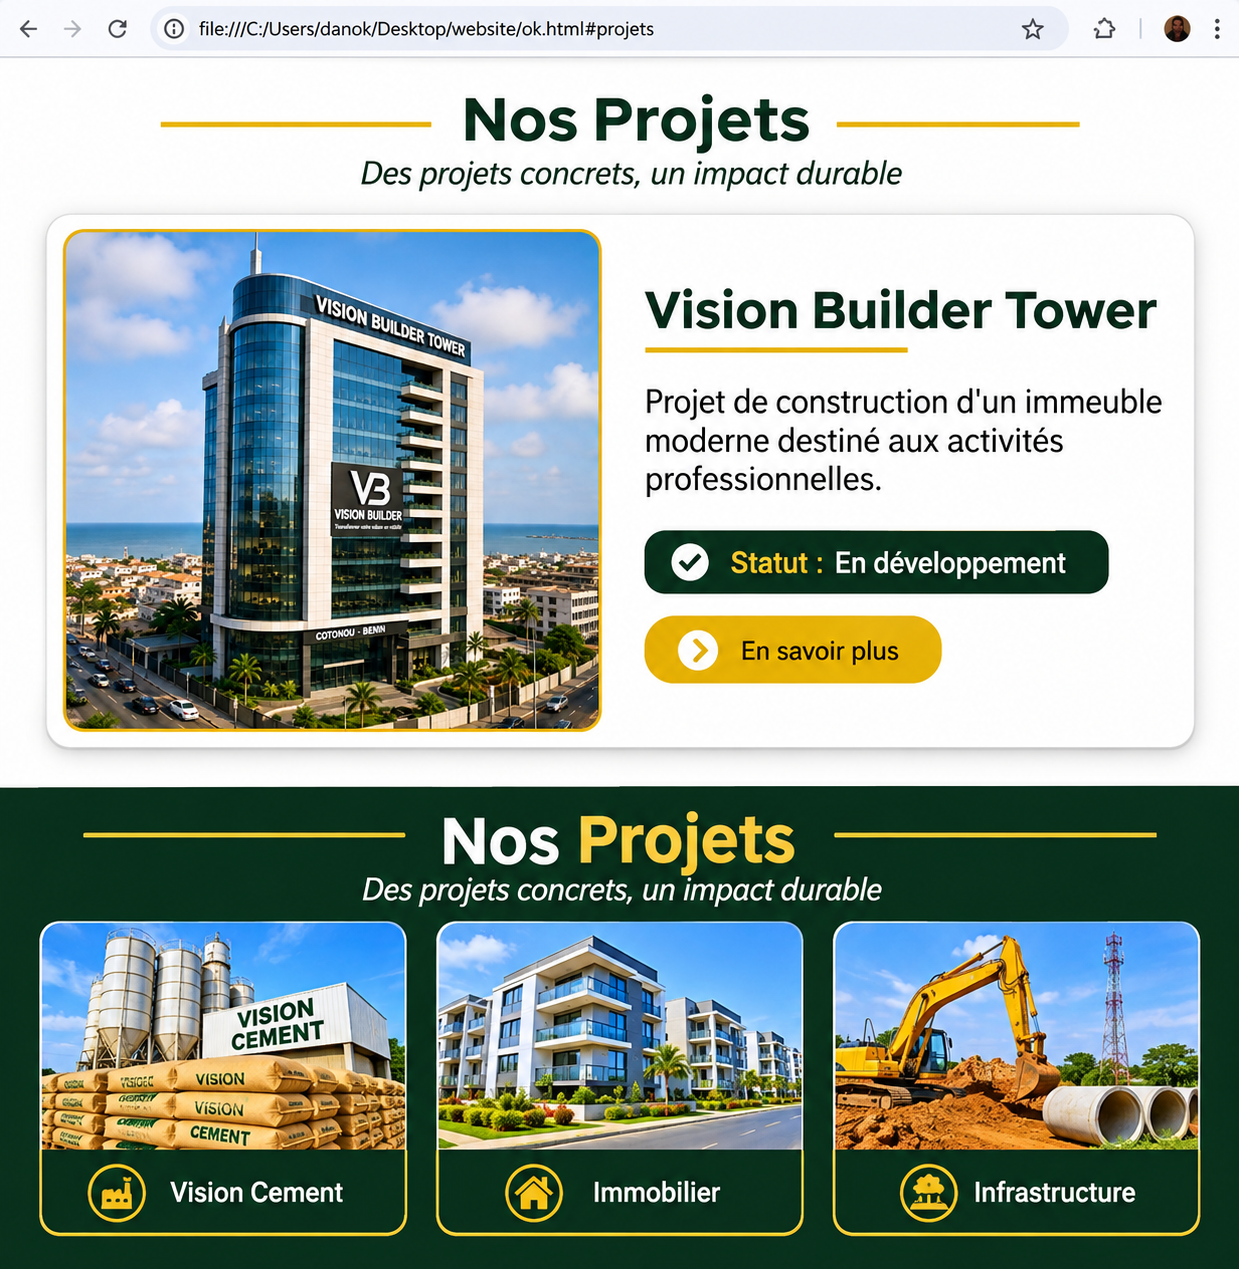 file:///C:/Users/danok/Desktop/website/ok.html#projets
Nos Projets
Des projets concrets, un impact durable
VISION BUILDER TOWER
VB
VISION BUILDER
COTONOU - BENIN
Vision Builder Tower
Projet de construction d'un immeuble
moderne destiné aux activités
professionnelles.
Statut : En développement
En savoir plus
Nos Projets
Des projets concrets, un impact durable
VISION
CEMENT
VISION
VISION
CEMENT
Vision Cement
Immobilier
Infrastructure